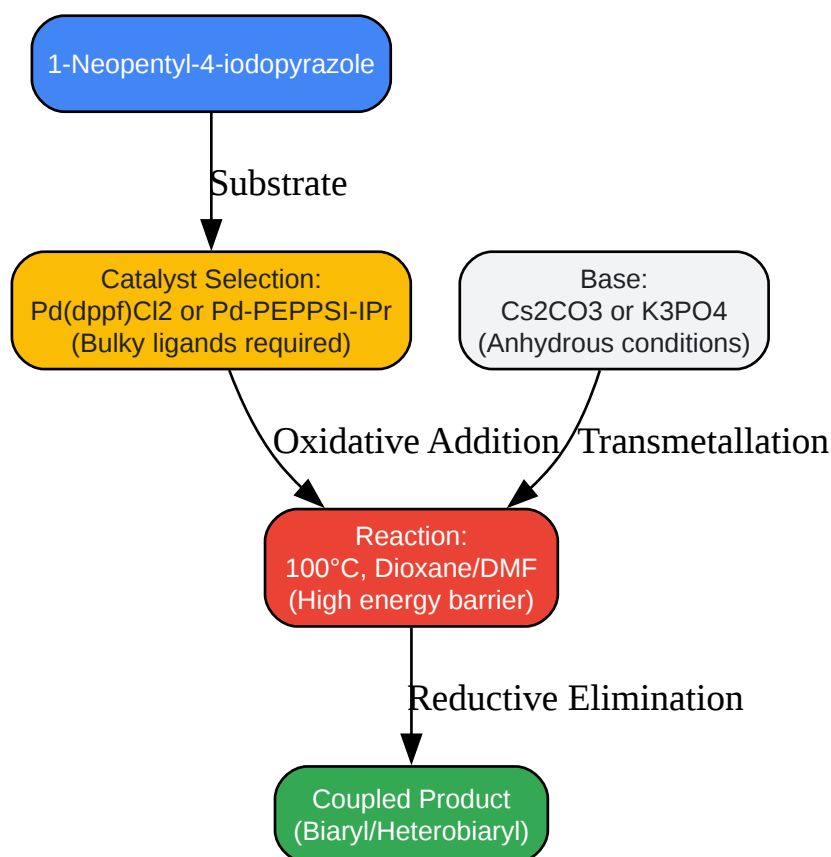 1-Neopentyl-4-iodopyrazole
Substrate
Catalyst Selection:
Pd(dppf)Cl2 or Pd-PEPPSI-IPr
(Bulky ligands required)
Base:
Cs2CO3 or K3PO4
(Anhydrous conditions)
Oxidative Addition
Transmetallation
Reaction:
100°C, Dioxane/DMF
(High energy barrier)
Reductive Elimination
Coupled Product
(Biaryl/Heterobiaryl)